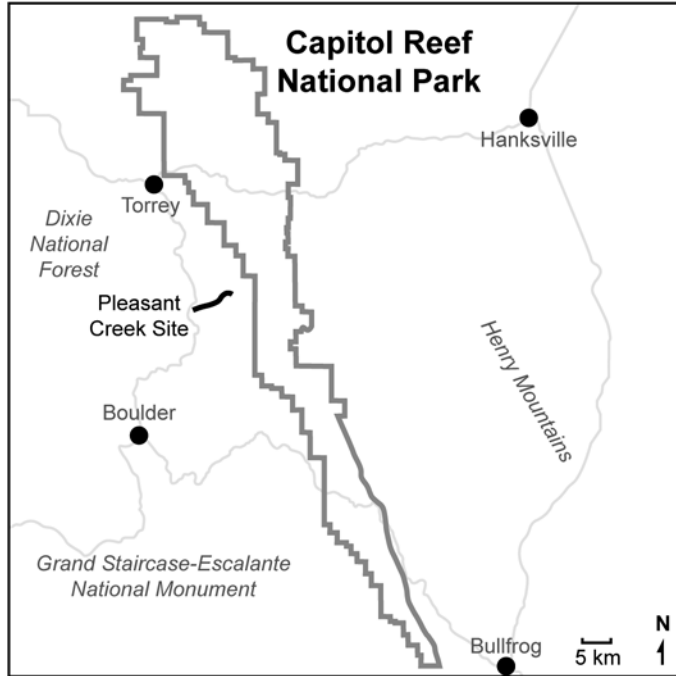 Capitol Reef
National Park
Hanksville
Torrey
Dixie
National
Forest
Pleasant
Creek Site
Henry Mountains
Boulder
Grand Staircase-Escalante
National Monument
Bullfrog
5 km
N